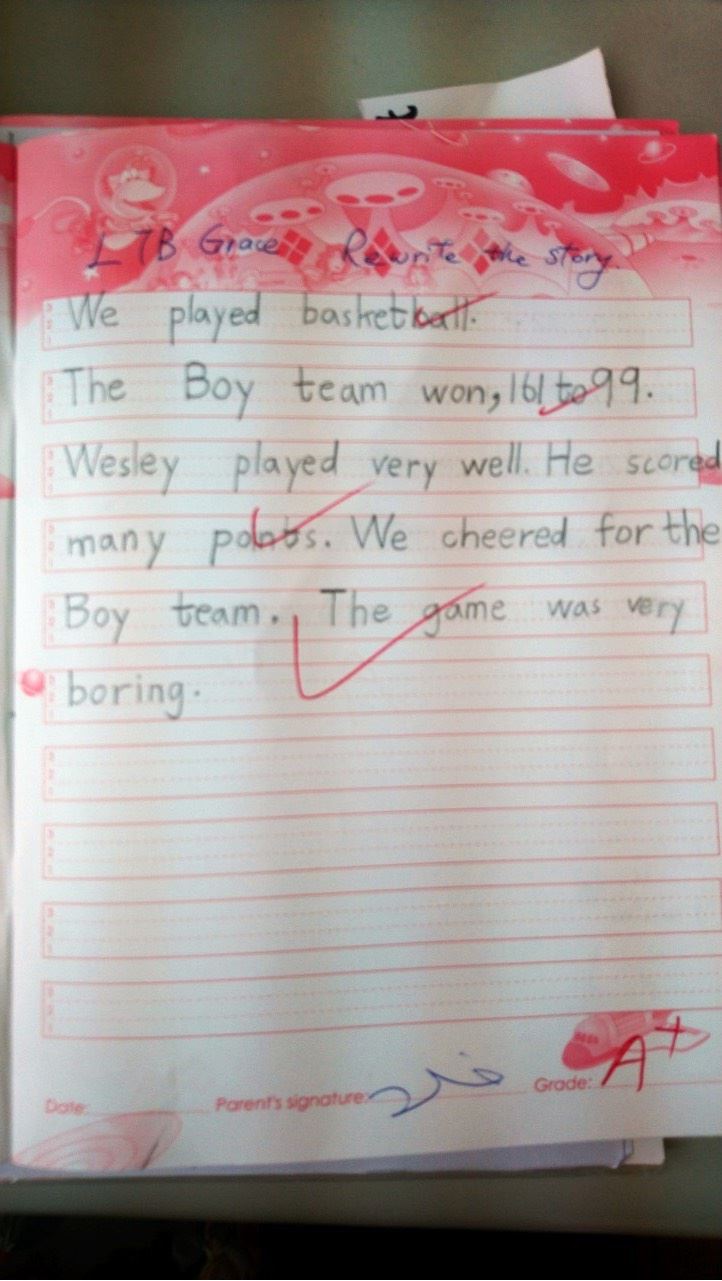 L7B Grace Rewrite the story.
We played basketball.
The Boy team won, 161 to 99.
Wesley played very well. He scored
many points. We cheered for the
Boy team. The game was very
boring.
Date: Parent's signature: Grade: A+